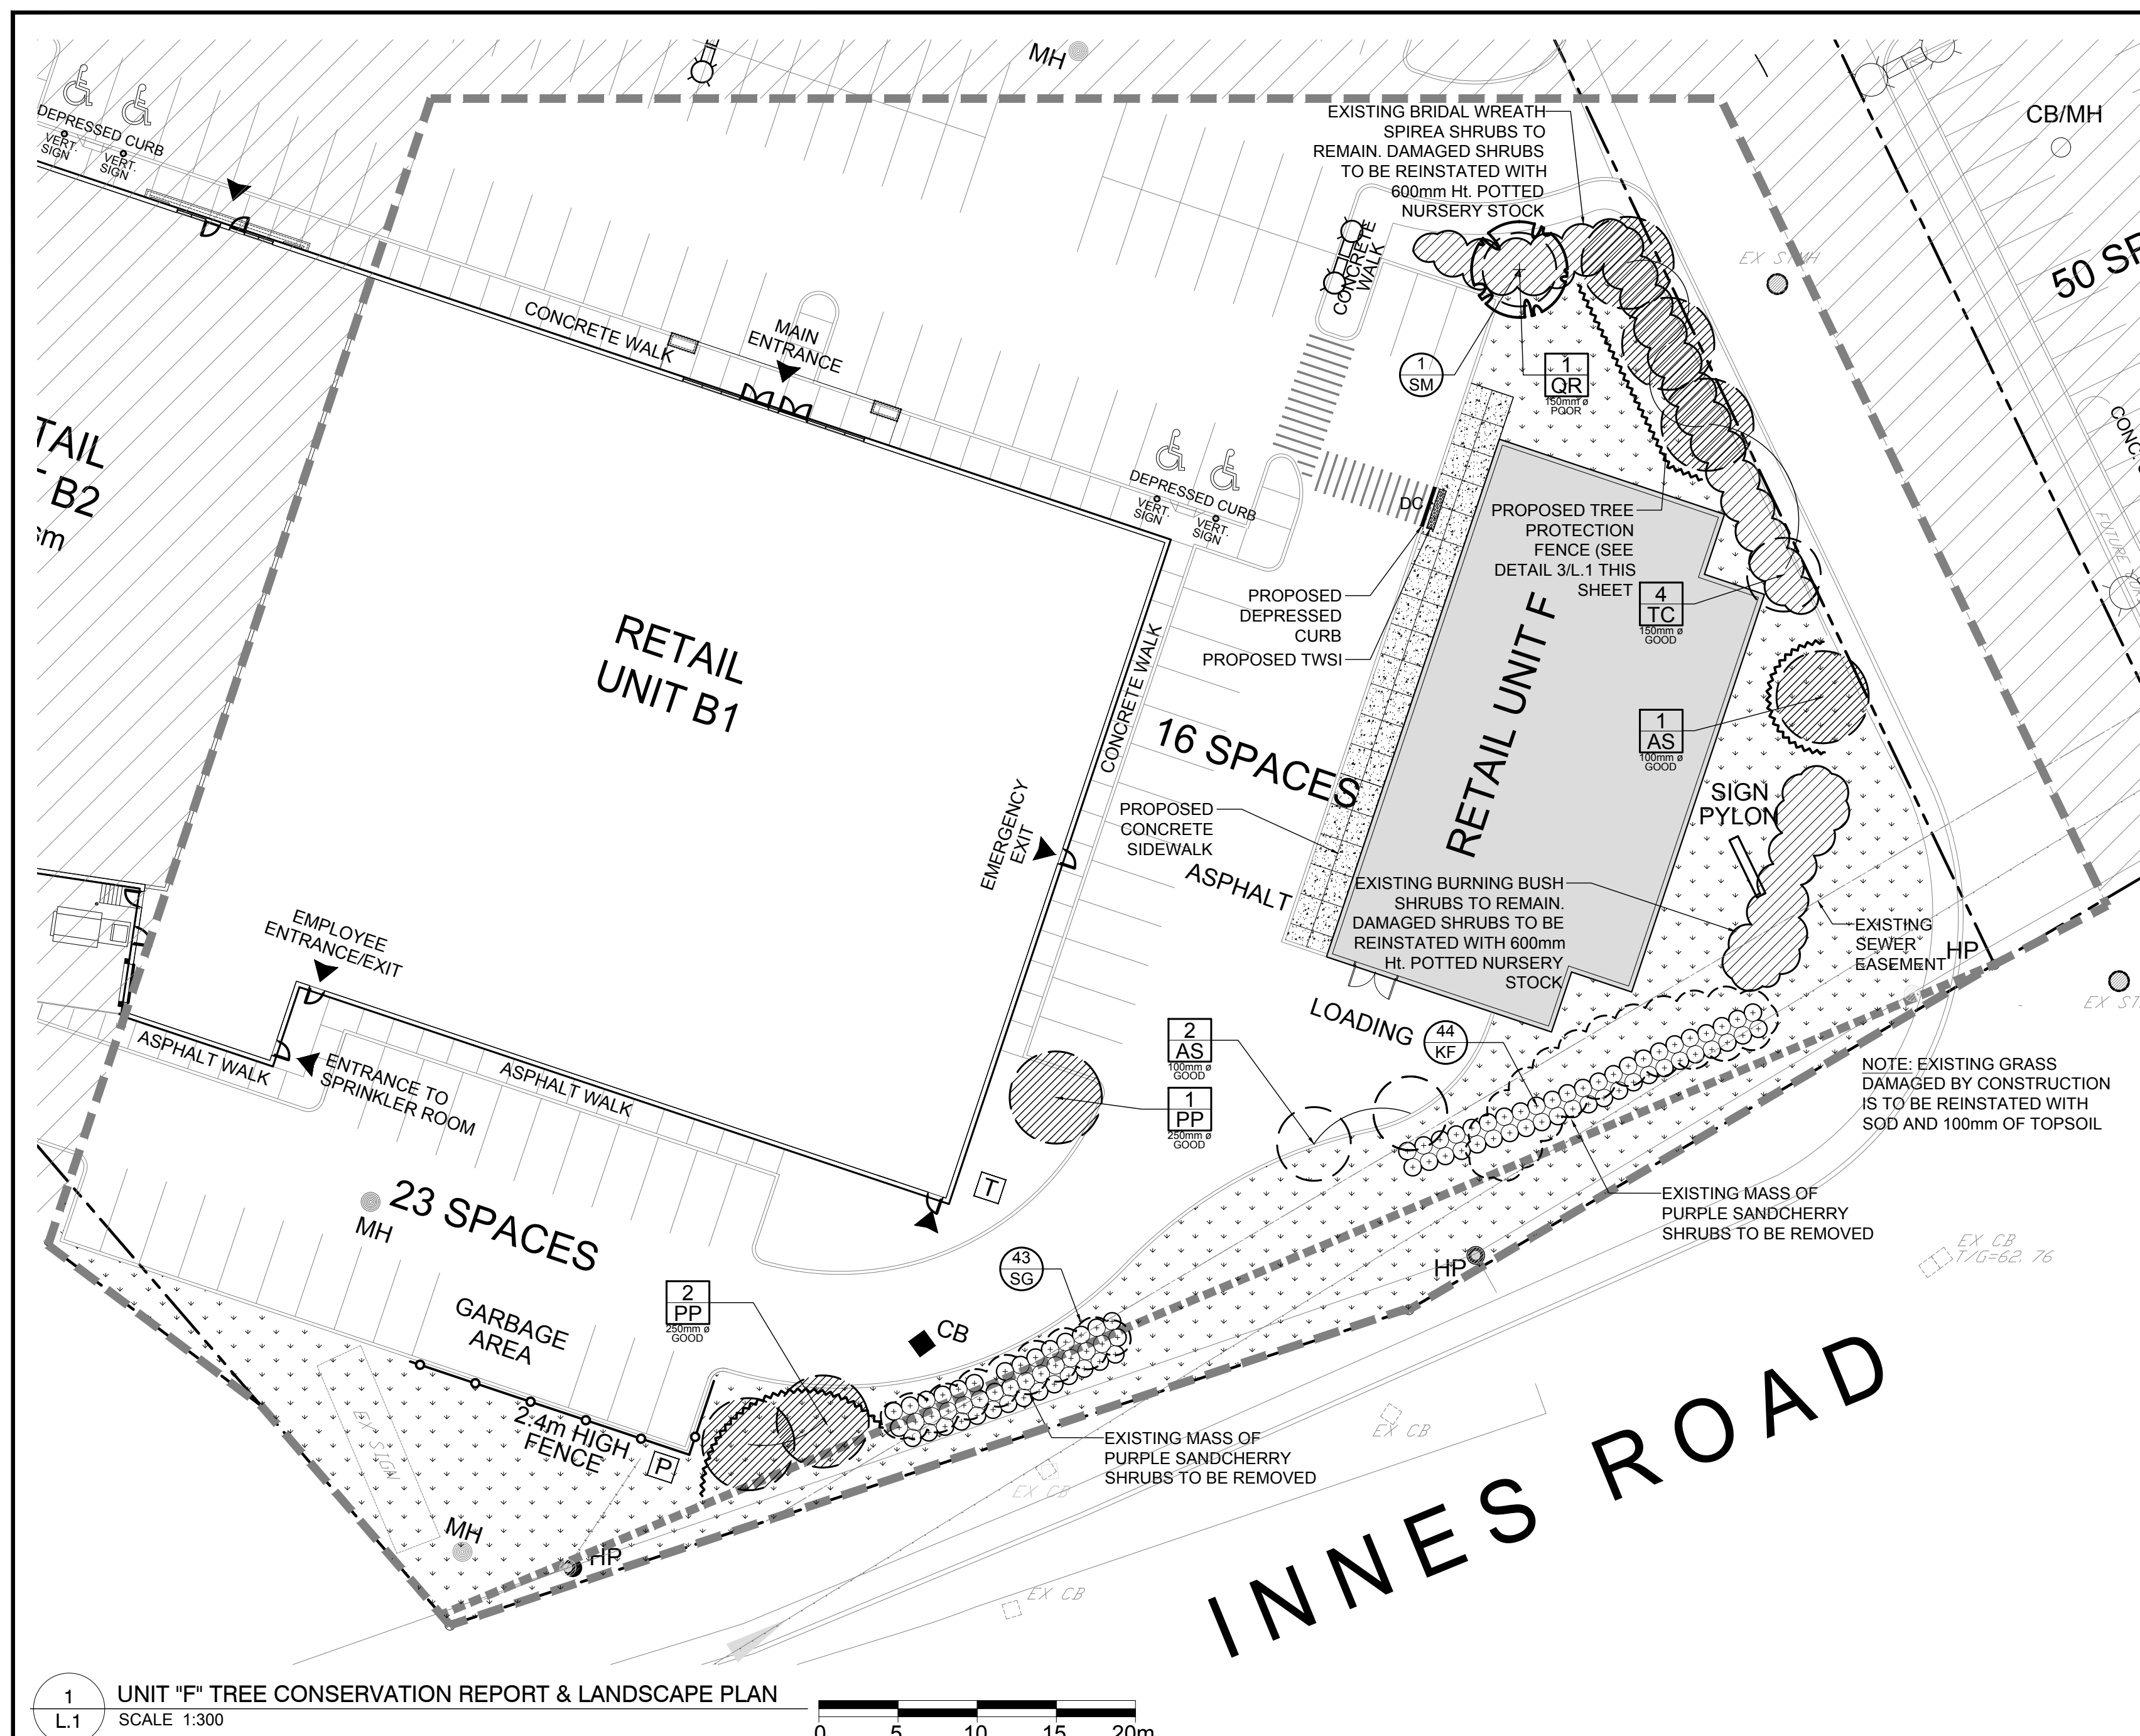 MH
DEPRESSED CURB
VERT.
SIGN
VERT.
SIGN
CB/MH
EXISTING BRIDAL WREATH
SPIREA SHRUBS TO
REMAIN. DAMAGED SHRUBS
TO BE REINSTATED WITH
600mm Ht. POTTED
NURSERY STOCK
CONCRETE
WALK
EX STMH
50 SP
CONCRETE WALK
MAIN
ENTRANCE
1
SM
1
QR
150mm ø
POOR
TAIL
B2
sm
DEPRESSED CURB
VERT.
SIGN
VERT.
SIGN
DC
CONC.
PROPOSED TREE
PROTECTION
FENCE (SEE
DETAIL 3/L.1 THIS
SHEET
FUTURE
4
TC
150mm ø
GOOD
PROPOSED
DEPRESSED
CURB
PROPOSED TWSI
RETAIL
UNIT B1
CONCRETE WALK
16 SPACES
RETAIL UNIT F
1
AS
100mm ø
GOOD
SIGN
PYLON
EMERGENCY
EXIT
PROPOSED
CONCRETE
SIDEWALK
ASPHALT
EXISTING BURNING BUSH
SHRUBS TO REMAIN.
DAMAGED SHRUBS TO BE
REINSTATED WITH 600mm
Ht. POTTED NURSERY
STOCK
EXISTING
SEWER
EASEMENT
HP
EX ST
EMPLOYEE
ENTRANCE/EXIT
LOADING
44
KF
2
AS
100mm ø
GOOD
1
PP
250mm ø
GOOD
ASPHALT WALK
ENTRANCE TO
SPRINKLER ROOM
ASPHALT WALK
NOTE: EXISTING GRASS
DAMAGED BY CONSTRUCTION
IS TO BE REINSTATED WITH
SOD AND 100mm OF TOPSOIL
T
23 SPACES
MH
EXISTING MASS OF
PURPLE SANDCHERRY
SHRUBS TO BE REMOVED
EX CB
T/G=62.76
HP
43
SG
2
PP
250mm ø
GOOD
GARBAGE
AREA
CB
EX SIGN
2.4m HIGH
FENCE
P
EXISTING MASS OF
PURPLE SANDCHERRY
SHRUBS TO BE REMOVED
EX CB
EX CB
INNES ROAD
MH
HP
EX CB
1
L.1
UNIT "F" TREE CONSERVATION REPORT & LANDSCAPE PLAN
SCALE 1:300
0 5 10 15 20m